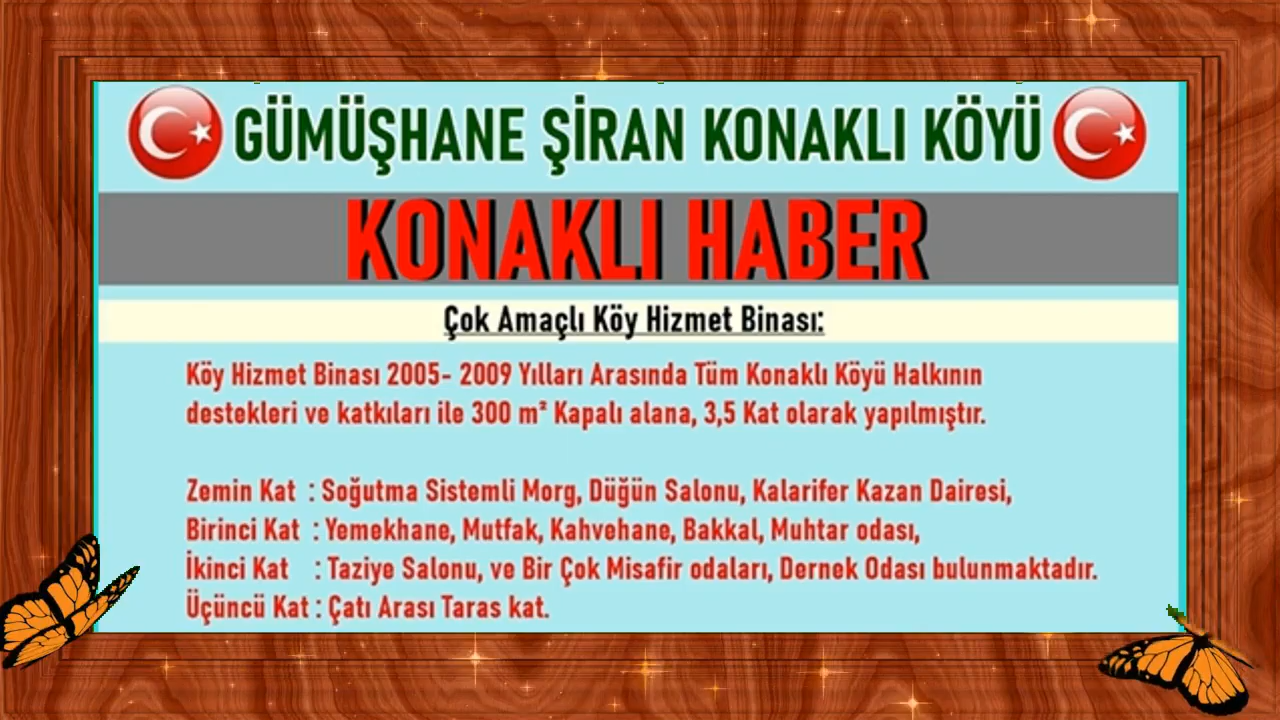 GÜMÜŞHANE ŞİRAN KONAKLI KÖYÜ
KONAKLI HABER
Çok Amaçlı Köy Hizmet Binası:
Köy Hizmet Binası 2005- 2009 Yılları Arasında Tüm Konaklı Köyü Halkının
destekleri ve katkıları ile 300 m² Kapalı alana, 3,5 Kat olarak yapılmıştır.
Zemin Kat : Soğutma Sistemli Morg, Düğün Salonu, Kalarifer Kazan Dairesi,
Birinci Kat : Yemekhane, Mutfak, Kahvehane, Bakkal, Muhtar odası,
İkinci Kat : Taziye Salonu, ve Bir Çok Misafir odaları, Dernek Odası bulunmaktadır.
Üçüncü Kat : Çatı Arası Taras kat.